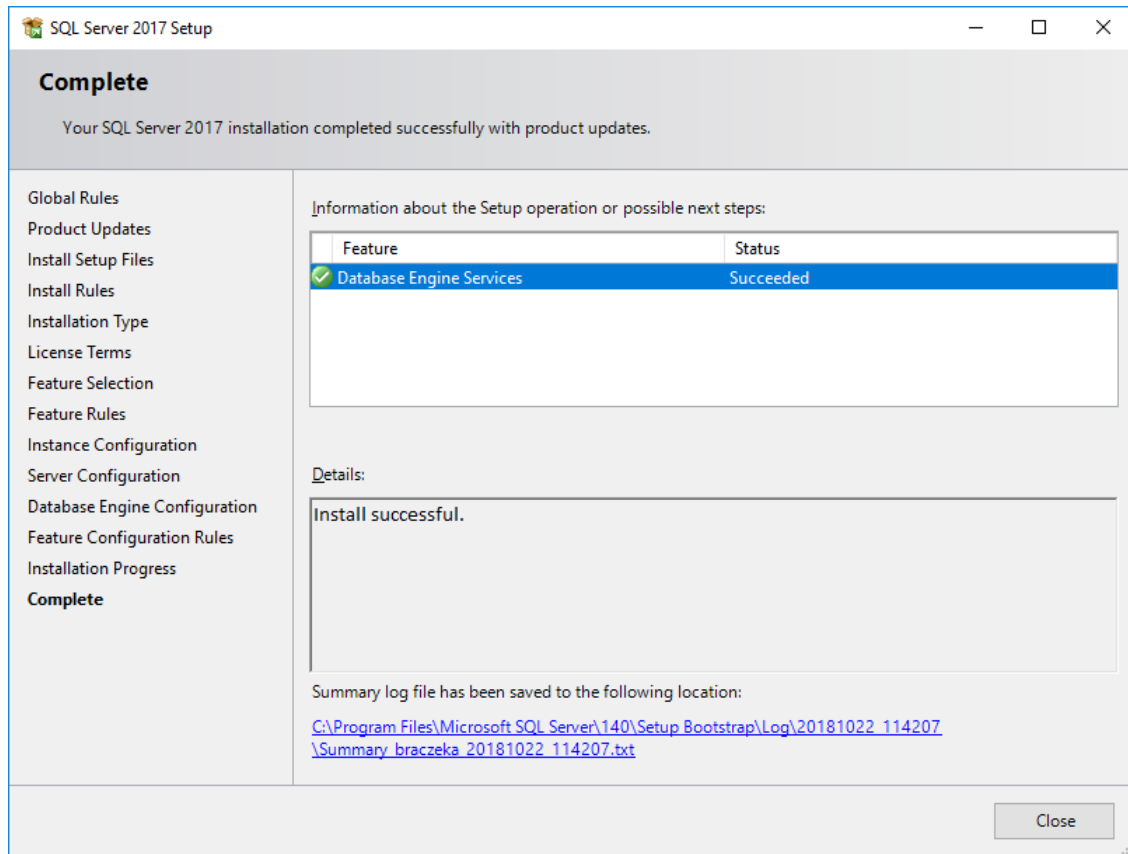 SQL Server 2017 Setup
Complete
Your SQL Server 2017 installation completed successfully with product updates.
Global Rules
Product Updates
Install Setup Files
Install Rules
Installation Type
License Terms
Feature Selection
Feature Rules
Instance Configuration
Server Configuration
Database Engine Configuration
Feature Configuration Rules
Installation Progress
Complete
Information about the Setup operation or possible next steps:
Feature Status
Database Engine Services Succeeded
Details:
Install successful.
Summary log file has been saved to the following location:
C:\Program Files\Microsoft SQL Server\140\Setup Bootstrap\Log\20181022_114207
\Summary_braczeka_20181022_114207.txt
Close